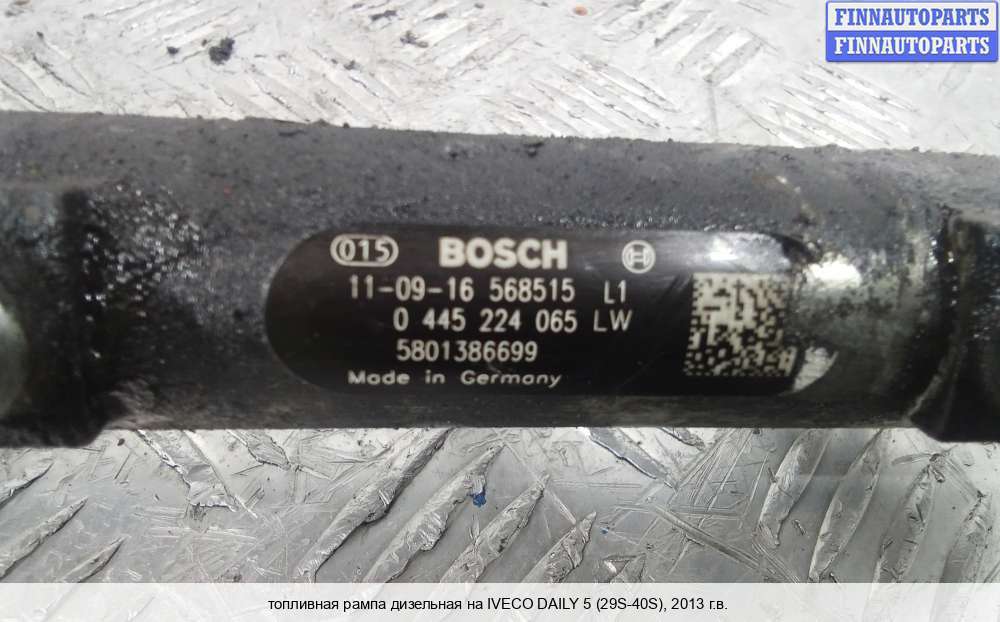 FINNAUTOPARTS
FINNAUTOPARTS
015 BOSCH
11-09-16 568515 L1
0 445 224 065 LW
5801386699
Made in Germany
топливная рампа дизельная на IVECO DAILY 5 (29S-40S), 2013 г.в.